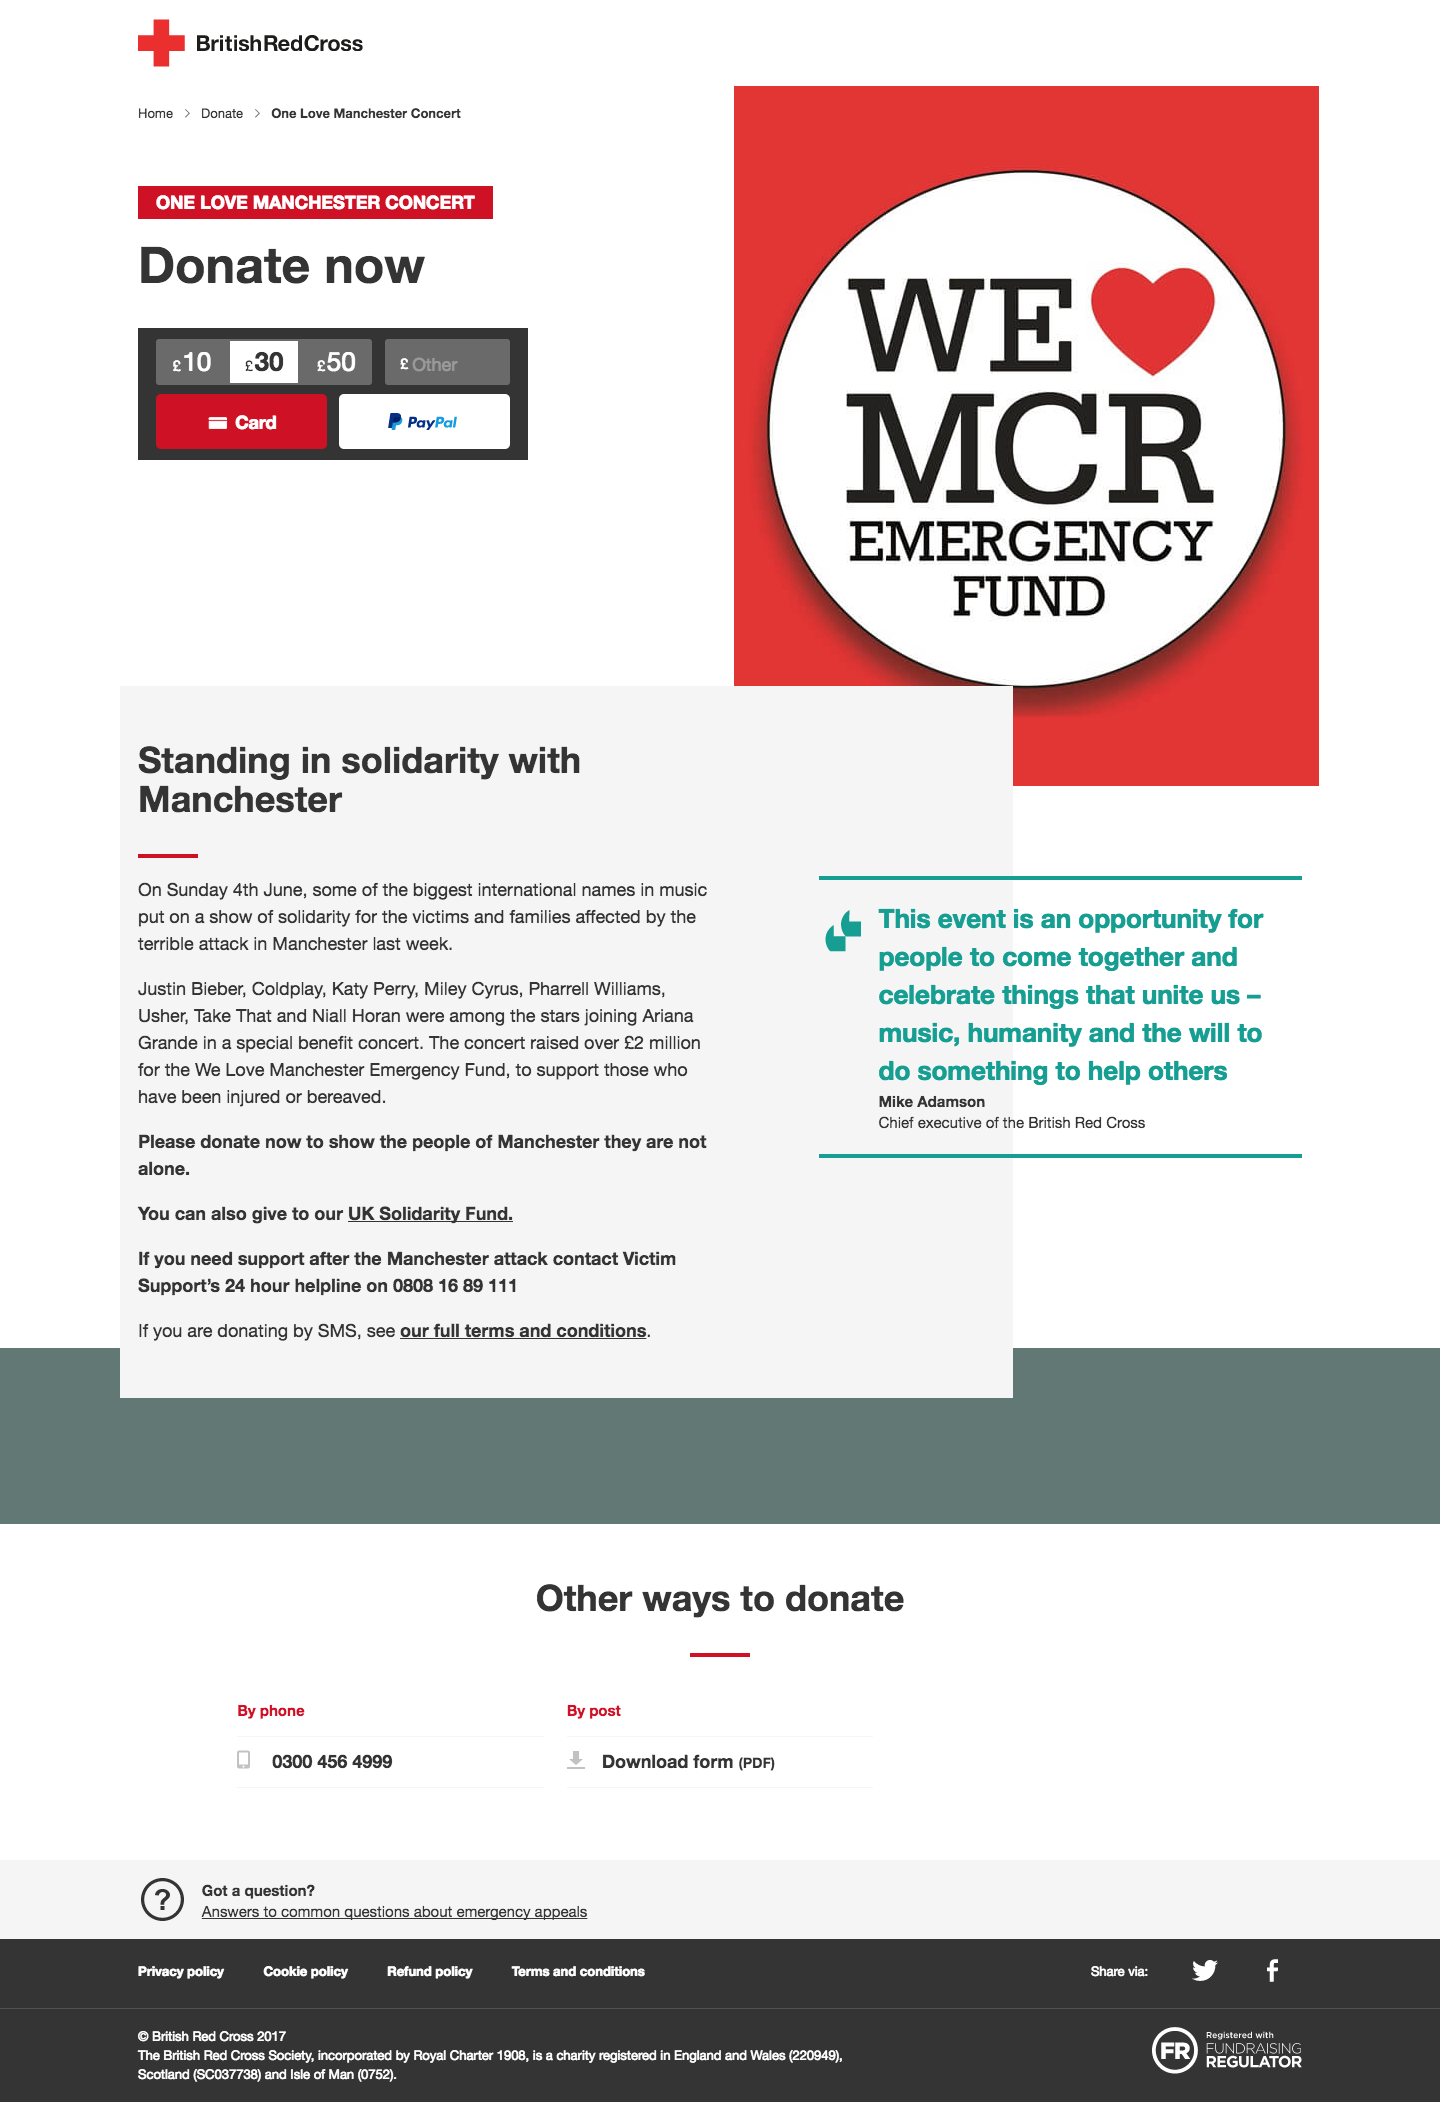 BritishRedCross
Home > Donate > One Love Manchester Concert
ONE LOVE MANCHESTER CONCERT
Donate now
£10 £30 £50 £ Other
Card PayPal
WE
MCR
EMERGENCY
FUND
Standing in solidarity with
Manchester
On Sunday 4th June, some of the biggest international names in music
put on a show of solidarity for the victims and families affected by the
terrible attack in Manchester last week.
Justin Bieber, Coldplay, Katy Perry, Miley Cyrus, Pharrell Williams,
Usher, Take That and Niall Horan were among the stars joining Ariana
Grande in a special benefit concert. The concert raised over £2 million
for the We Love Manchester Emergency Fund, to support those who
have been injured or bereaved.
Please donate now to show the people of Manchester they are not
alone.
You can also give to our UK Solidarity Fund.
If you need support after the Manchester attack contact Victim
Support’s 24 hour helpline on 0808 16 89 111
If you are donating by SMS, see our full terms and conditions.
This event is an opportunity for
people to come together and
celebrate things that unite us –
music, humanity and the will to
do something to help others
Mike Adamson
Chief executive of the British Red Cross
Other ways to donate
By phone
0300 456 4999
By post
Download form (PDF)
Got a question?
Answers to common questions about emergency appeals
Privacy policy Cookie policy Refund policy Terms and conditions
Share via:
© British Red Cross 2017
The British Red Cross Society, incorporated by Royal Charter 1908, is a charity registered in England and Wales (220949),
Scotland (SC037738) and Isle of Man (0752).
FR
Registered with
FUNDRAISING
REGULATOR